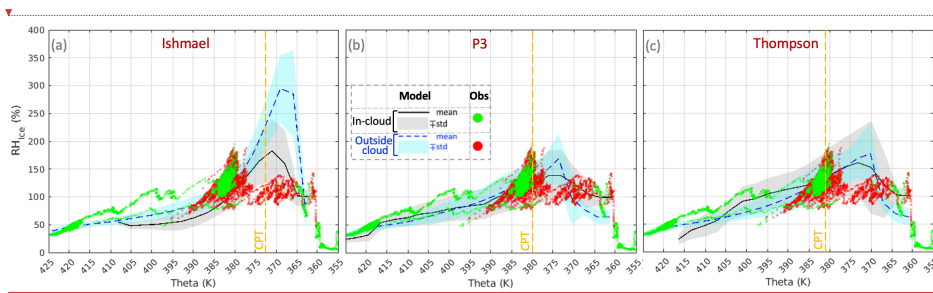 (a) Ishmael
(b) P3
(c) Thompson
RH_Ice (%)
400
350
300
250
200
150
100
50
0
Model Obs
In-cloud mean
∓std
Outside cloud mean
∓std
CPT
CPT
CPT
425 420 415 410 405 400 395 390 385 380 375 370 365 360 355
420 415 410 405 400 395 390 385 380 375 370 365 360 355
420 415 410 405 400 395 390 385 380 375 370 365 360 355
Theta (K)
Theta (K)
Theta (K)